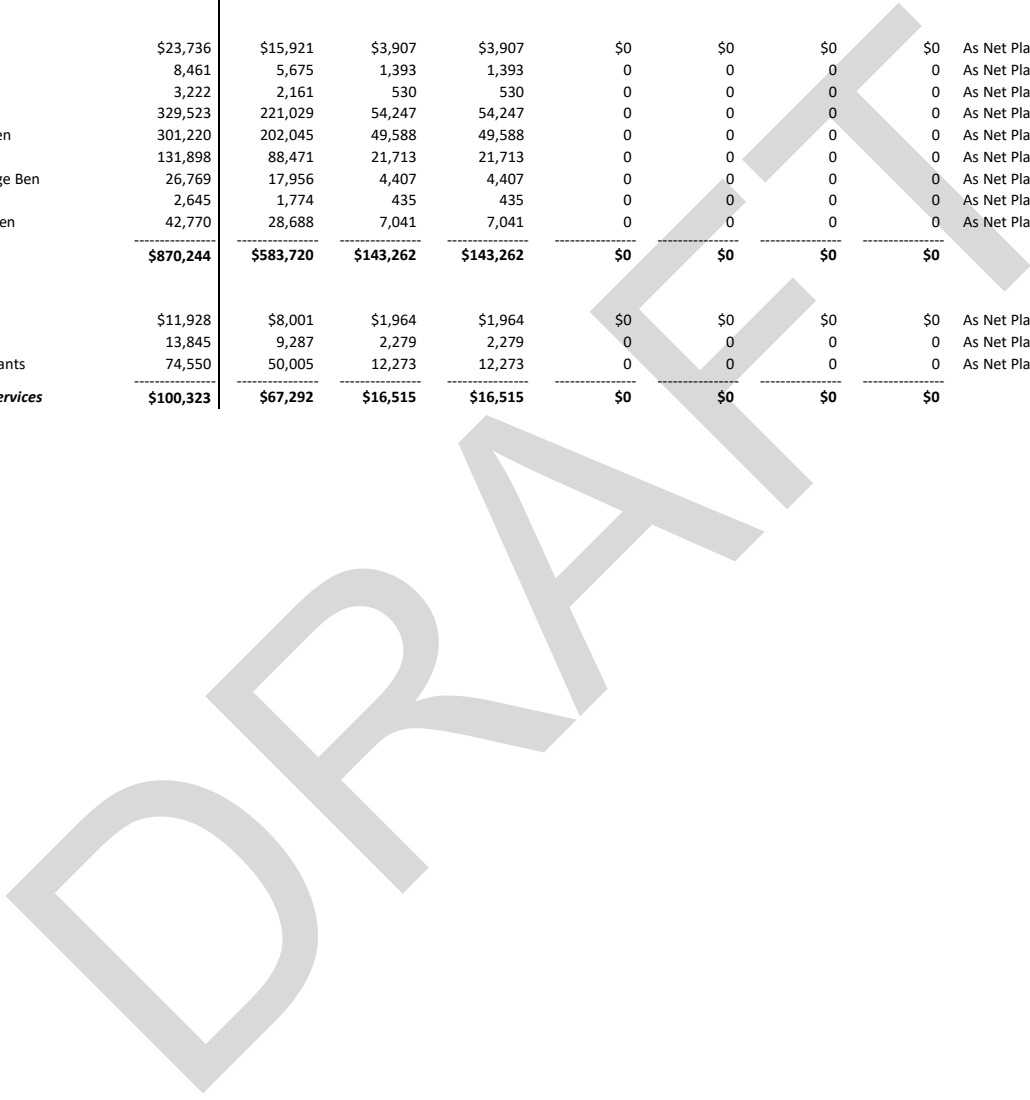 $23,736 $15,921 $3,907 $3,907 $0 $0 $0 $0 As Net Pla
8,461 5,675 1,393 1,393 0 0 0 0 As Net Pla
3,222 2,161 530 530 0 0 0 0 As Net Pla
329,523 221,029 54,247 54,247 0 0 0 0 As Net Pla
en 301,220 202,045 49,588 49,588 0 0 0 0 As Net Pla
131,898 88,471 21,713 21,713 0 0 0 0 As Net Pla
ge Ben 26,769 17,956 4,407 4,407 0 0 0 0 As Net Pla
2,645 1,774 435 435 0 0 0 0 As Net Pla
en 42,770 28,688 7,041 7,041 0 0 0 0 As Net Pla
$870,244 $583,720 $143,262 $143,262 $0 $0 $0 $0
$11,928 $8,001 $1,964 $1,964 $0 $0 $0 $0 As Net Pla
13,845 9,287 2,279 2,279 0 0 0 0 As Net Pla
ants 74,550 50,005 12,273 12,273 0 0 0 0 As Net Pla
ervices $100,323 $67,292 $16,515 $16,515 $0 $0 $0 $0
DRAFT